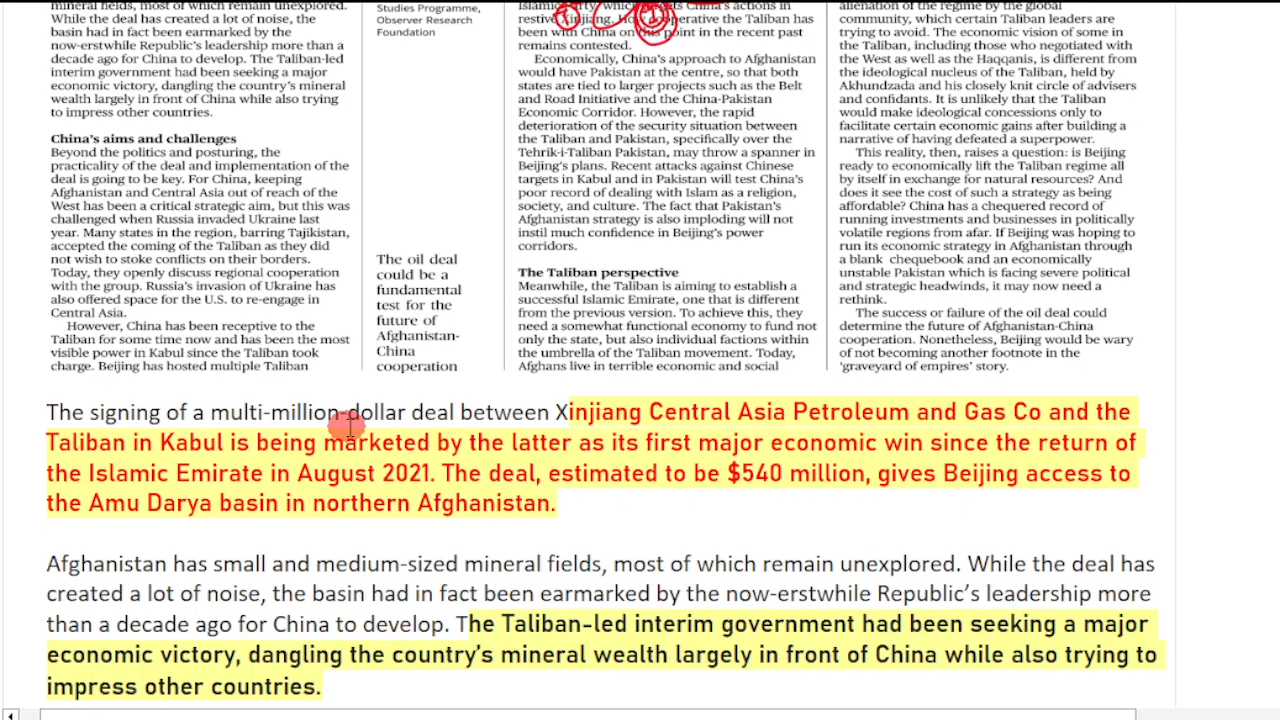 mineral fields, most of which remain unexplored.
While the deal has created a lot of noise, the
basin had in fact been earmarked by the
now-erstwhile Republic's leadership more than a
decade ago for China to develop. The Taliban-led
interim government had been seeking a major
economic victory, dangling the country's mineral
wealth largely in front of China while also trying
to impress other countries.
China's aims and challenges
Beyond the politics and posturing, the
practicality of the deal and implementation of the
deal is going to be key. For China, keeping
Afghanistan and Central Asia out of reach of the
West has been a critical strategic aim, but this was
challenged when Russia invaded Ukraine last
year. Many states in the region, barring Tajikistan,
accepted the coming of the Taliban as they did
not wish to stoke conflicts on their borders.
Today, they openly discuss regional cooperation
with the group. Russia's invasion of Ukraine has
also offered space for the U.S. to re-engage in
Central Asia.
However, China has been receptive to the
Taliban for some time now and has been the most
visible power in Kabul since the Taliban took
charge. Beijing has hosted multiple Taliban
Studies Programme,
Observer Research
Foundation
The oil deal
could be a
fundamental
test for the
future of
Afghanistan-
China
cooperation
Islamic China's actions in
restive Xinjiang. How cooperative the Taliban has
been with China on this point in the recent past
remains contested.
Economically, China's approach to Afghanistan
would have Pakistan at the centre, so that both
states are tied to larger projects such as the Belt
and Road Initiative and the China-Pakistan
Economic Corridor. However, the rapid
deterioration of the security situation between
the Taliban and Pakistan, specifically over the
Tehrik-i-Taliban Pakistan, may throw a spanner in
Beijing's plans. Recent attacks against Chinese
targets in Kabul and in Pakistan will test China's
poor record of dealing with Islam as a religion,
society, and culture. The fact that Pakistan's
Afghanistan strategy is also imploding will not
instil much confidence in Beijing's power
corridors.
The Taliban perspective
Meanwhile, the Taliban is aiming to establish a
successful Islamic Emirate, one that is different
from the previous version. To achieve this, they
need a somewhat functional economy to fund not
only the state, but also individual factions within
the umbrella of the Taliban movement. Today,
Afghans live in terrible economic and social
alienation of the regime by the global
community, which certain Taliban leaders are
trying to avoid. The economic vision of some in
the Taliban, including those who negotiated with
the West as well as the Haqqanis, is different from
the ideological nucleus of the Taliban, held by
Akhundzada and his closely knit circle of advisers
and confidants. It is unlikely that the Taliban
would make ideological concessions only to
facilitate certain economic gains after building a
narrative of having defeated a superpower.
This reality, then, raises a question: is Beijing
ready to economically lift the Taliban regime all
by itself in exchange for natural resources? And
does it see the cost of such a strategy as being
affordable? China has a chequered record of
running investments and businesses in politically
volatile regions from afar. If Beijing was hoping to
run its economic strategy in Afghanistan through
a blank chequebook and an economically
unstable Pakistan which is facing severe political
and strategic headwinds, it may now need a
rethink.
The success or failure of the oil deal could
determine the future of Afghanistan-China
cooperation. Nonetheless, Beijing would be wary
of not becoming another footnote in the
'graveyard of empires' story.
The signing of a multi-million-dollar deal between Xinjiang Central Asia Petroleum and Gas Co and the
Taliban in Kabul is being marketed by the latter as its first major economic win since the return of
the Islamic Emirate in August 2021. The deal, estimated to be $540 million, gives Beijing access to
the Amu Darya basin in northern Afghanistan.
Afghanistan has small and medium-sized mineral fields, most of which remain unexplored. While the deal has
created a lot of noise, the basin had in fact been earmarked by the now-erstwhile Republic's leadership more
than a decade ago for China to develop. The Taliban-led interim government had been seeking a major
economic victory, dangling the country's mineral wealth largely in front of China while also trying to
impress other countries.